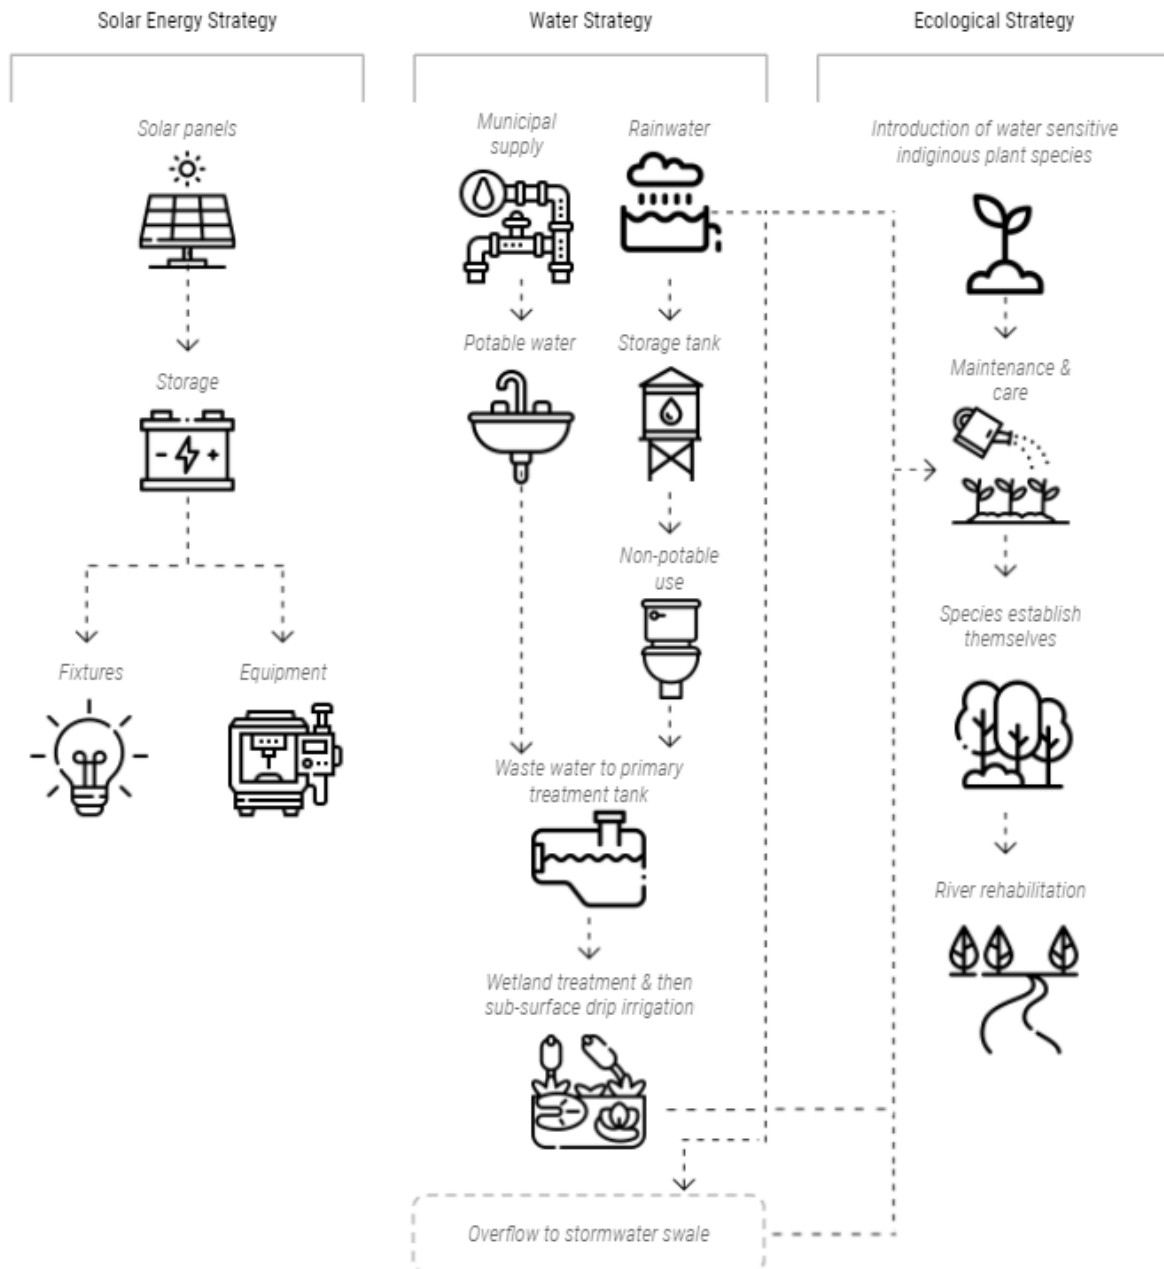 Solar Energy Strategy
Water Strategy
Ecological Strategy
Solar panels
Storage
Fixtures
Equipment
Municipal
supply
Rainwater
Potable water
Storage tank
Non-potable
use
Waste water to primary
treatment tank
Wetland treatment & then
sub-surface drip irrigation
Overflow to stormwater swale
Introduction of water sensitive
indiginous plant species
Maintenance &
care
Species establish
themselves
River rehabilitation